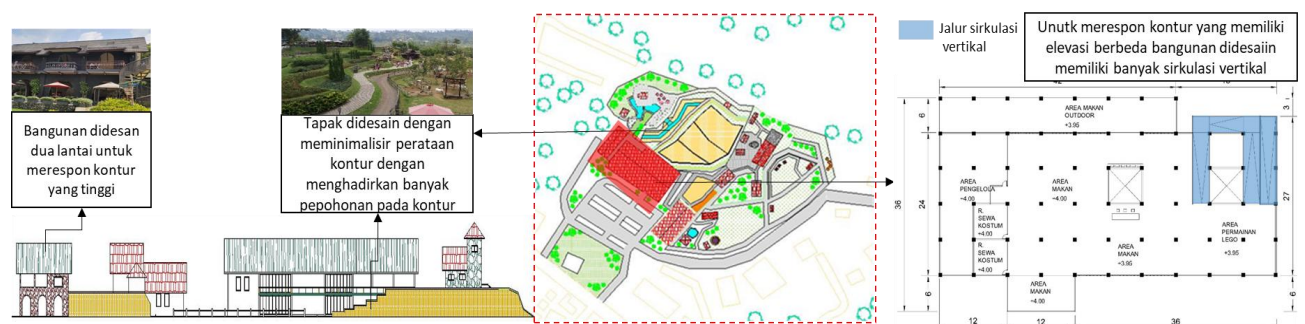 Bangunan didesan
dua lantai untuk
merespon kontur
yang tinggi
Tapak didesain dengan
meminimalisir perataan
kontur dengan
menghadirkan banyak
pepohonan pada kontur
Jalur sirkulasi
vertikal
Unutk merespon kontur yang memiliki
elevasi berbeda bangunan didesaiin
memiliki banyak sirkulasi vertikal
AREA MAKAN
OUTDOOR
+3.95
3
6
36
24
27
AREA
PENGELOLA
+4.00
AREA
MAKAN
+4.00
R.
SEWA
KOSTUM
+4.00
R.
SEWA
KOSTUM
+4.00
AREA
MAKAN
+3.95
AREA
PERMAINAN
LEGO
+3.95
AREA
MAKAN
+4.00
6
6
12
12
36